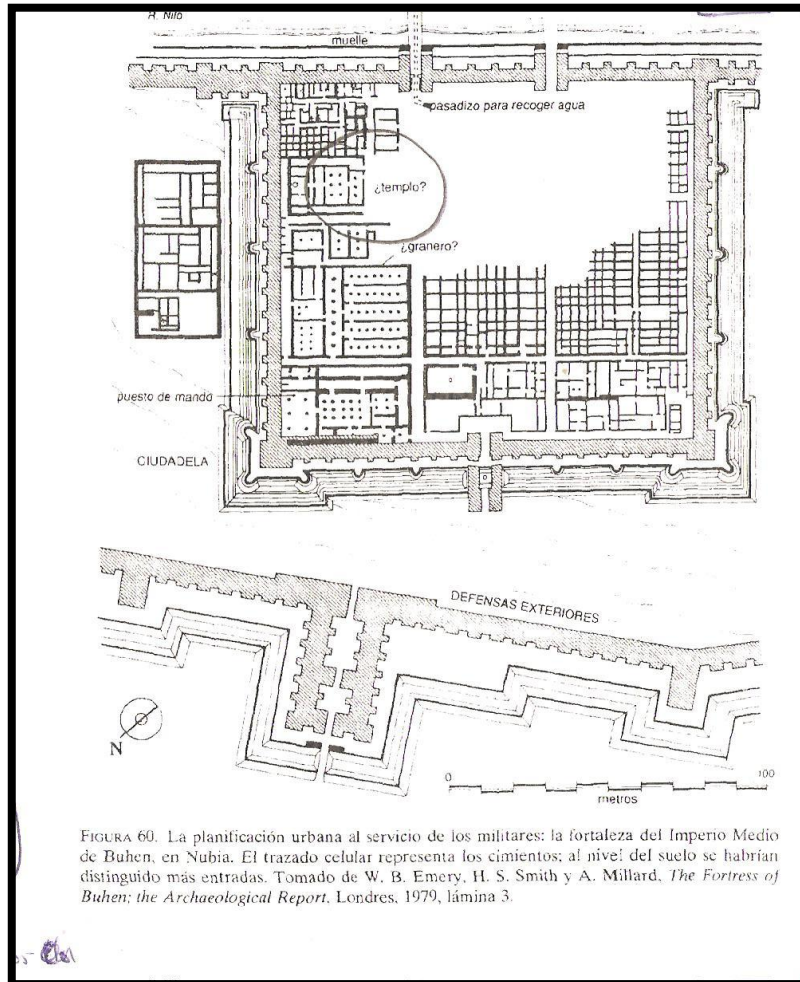 R. Nilo
muelle
pasadizo para recoger agua
¿templo?
¿granero?
puesto de mando
CIUDADELA
DEFENSAS EXTERIORES
N
0 100
metros
FIGURA 60. La planificación urbana al servicio de los militares: la fortaleza del Imperio Medio
de Buhen, en Nubia. El trazado celular representa los cimientos; al nivel del suelo se habrían
distinguido más entradas. Tomado de W. B. Emery, H. S. Smith y A. Millard, The Fortress of
Buhen; the Archaeological Report, Londres, 1979, lámina 3.